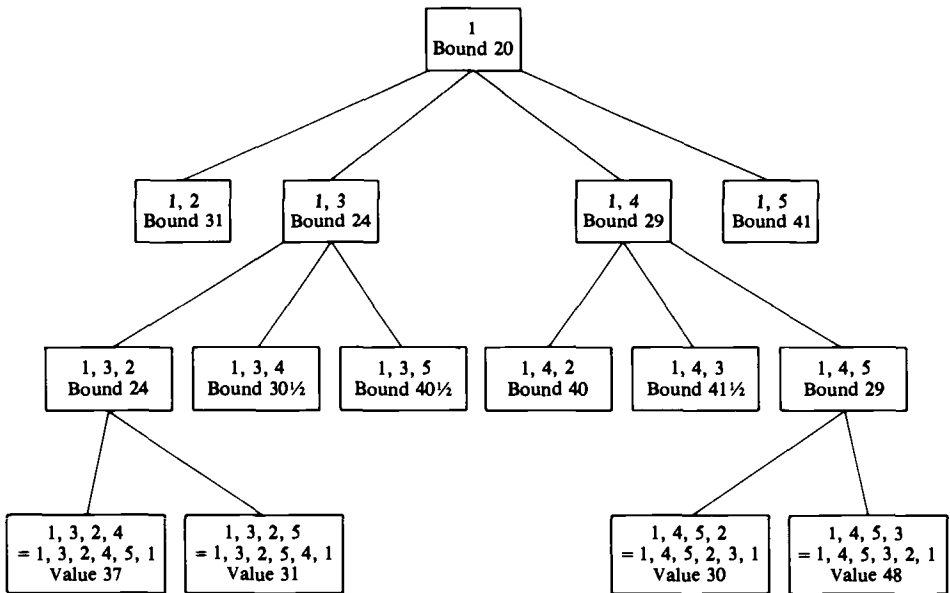 1
Bound 20
1, 2
Bound 31
1, 3
Bound 24
1, 4
Bound 29
1, 5
Bound 41
1, 3, 2
Bound 24
1, 3, 4
Bound 30½
1, 3, 5
Bound 40½
1, 4, 2
Bound 40
1, 4, 3
Bound 41½
1, 4, 5
Bound 29
1, 3, 2, 4
= 1, 3, 2, 4, 5, 1
Value 37
1, 3, 2, 5
= 1, 3, 2, 5, 4, 1
Value 31
1, 4, 5, 2
= 1, 4, 5, 2, 3, 1
Value 30
1, 4, 5, 3
= 1, 4, 5, 3, 2, 1
Value 48